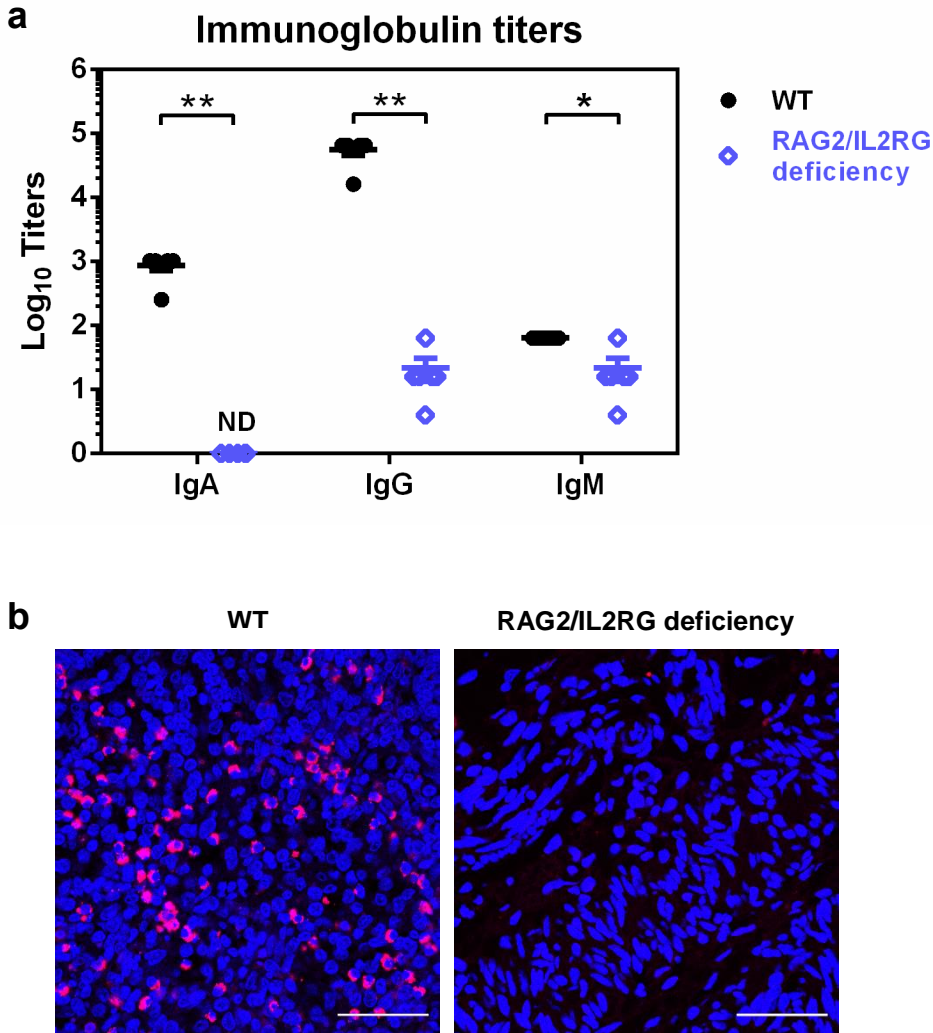 a
Immunoglobulin titers
6
5
4
3
2
1
0
Log10 Titers
**
**
*
ND
IgA
IgG
IgM
WT
RAG2/IL2RG
deficiency
b
WT
RAG2/IL2RG deficiency